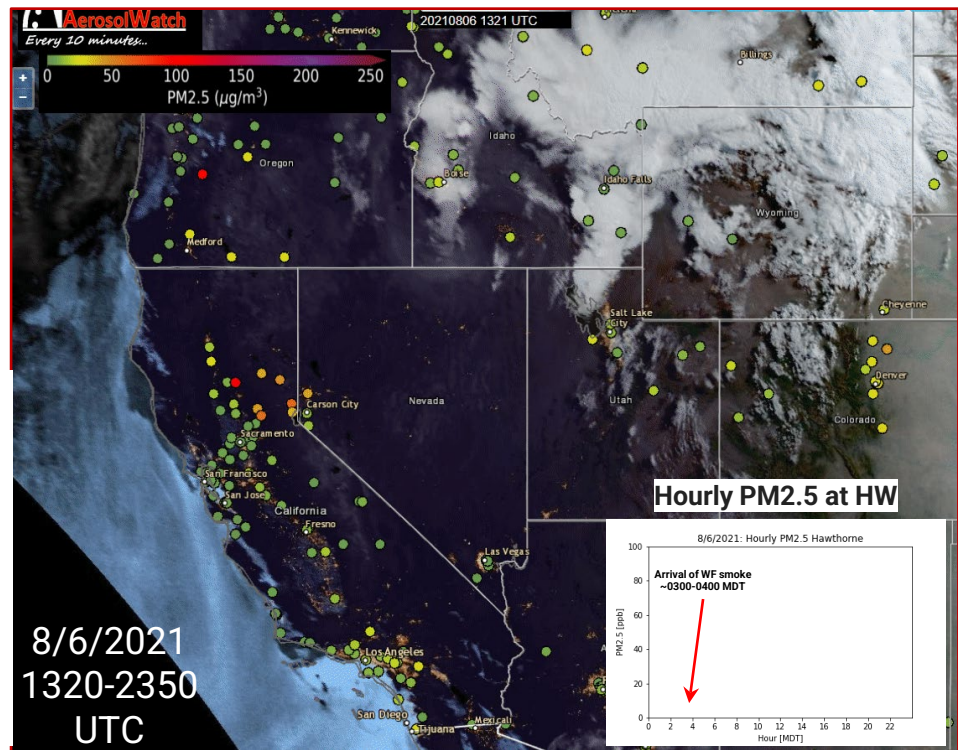 AerosolWatch
Every 10 minutes...
20210806 1321 UTC
Kennewick
Billings
+
−
0 50 100 150 200 250
PM2.5 (μg/m³)
Idaho
Oregon
Boise
Idaho Falls
Wyoming
Medford
Cheyenne
Salt Lake
City
Denver
Carson City
Nevada
Utah
Colorado
Sacramento
San Francisco
San Jose
California
Fresno
Las Vegas
Los Angeles
San Diego
Tijuana
Mexicali
8/6/2021
1320-2350
UTC
Hourly PM2.5 at HW
8/6/2021: Hourly PM2.5 Hawthorne
Arrival of WF smoke
~0300-0400 MDT
PM2.5 [ppb]
100
80
60
40
20
0
0 2 4 6 8 10 12 14 16 18 20 22
Hour [MDT]